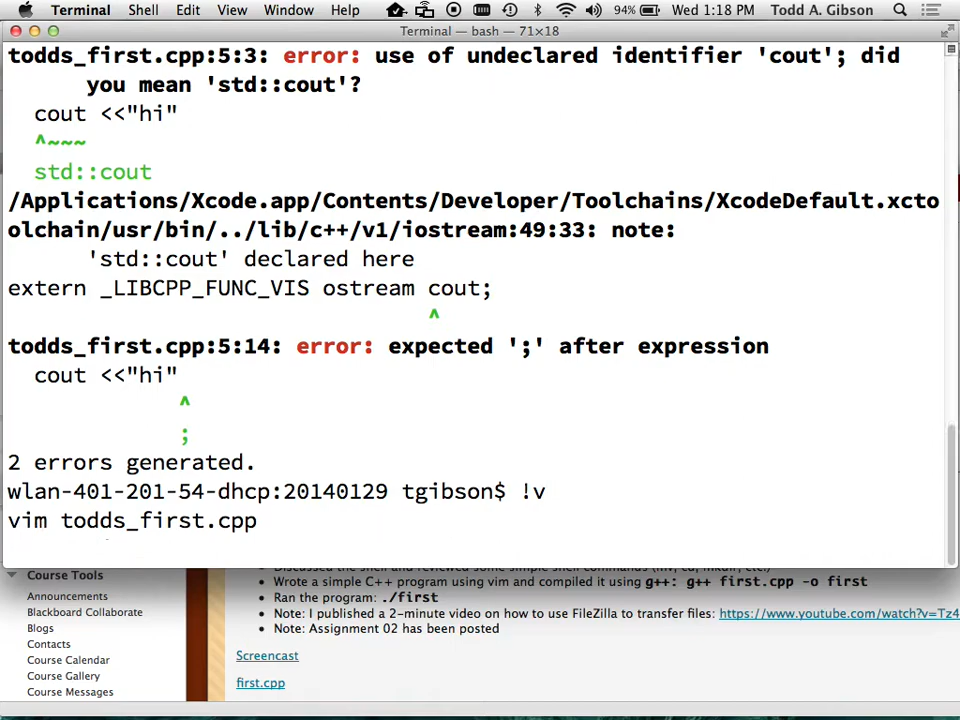 Terminal Shell Edit View Window Help 94% Wed 1:18 PM Todd A. Gibson
Terminal — bash — 71×18
todds_first.cpp:5:3: error: use of undeclared identifier 'cout'; did
you mean 'std::cout'?
cout <<"hi"
^~~~
std::cout
/Applications/Xcode.app/Contents/Developer/Toolchains/XcodeDefault.xcto
olchain/usr/bin/../lib/c++/v1/iostream:49:33: note:
'std::cout' declared here
extern _LIBCPP_FUNC_VIS ostream cout;
^
todds_first.cpp:5:14: error: expected ';' after expression
cout <<"hi"
^
;
2 errors generated.
wlan-401-201-54-dhcp:20140129 tgibson$ !v
vim todds_first.cpp
Course Tools
Announcements
Blackboard Collaborate
Blogs
Contacts
Course Calendar
Course Gallery
Course Messages
Wrote a simple C++ program using vim and compiled it using g++: g++ first.cpp -o first
Ran the program: ./first
Note: I published a 2-minute video on how to use FileZilla to transfer files: https://www.youtube.com/watch?v=Tz4
Note: Assignment 02 has been posted
Screencast
first.cpp